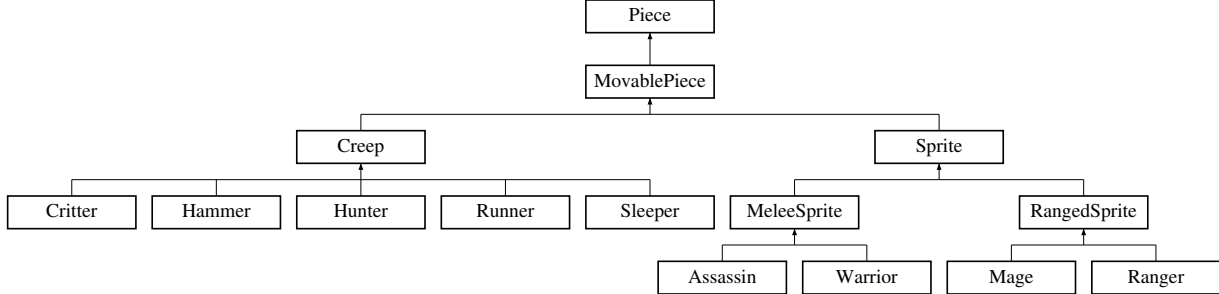 Piece
MovablePiece
Creep
Sprite
Critter
Hammer
Hunter
Runner
Sleeper
MeleeSprite
RangedSprite
Assassin
Warrior
Mage
Ranger